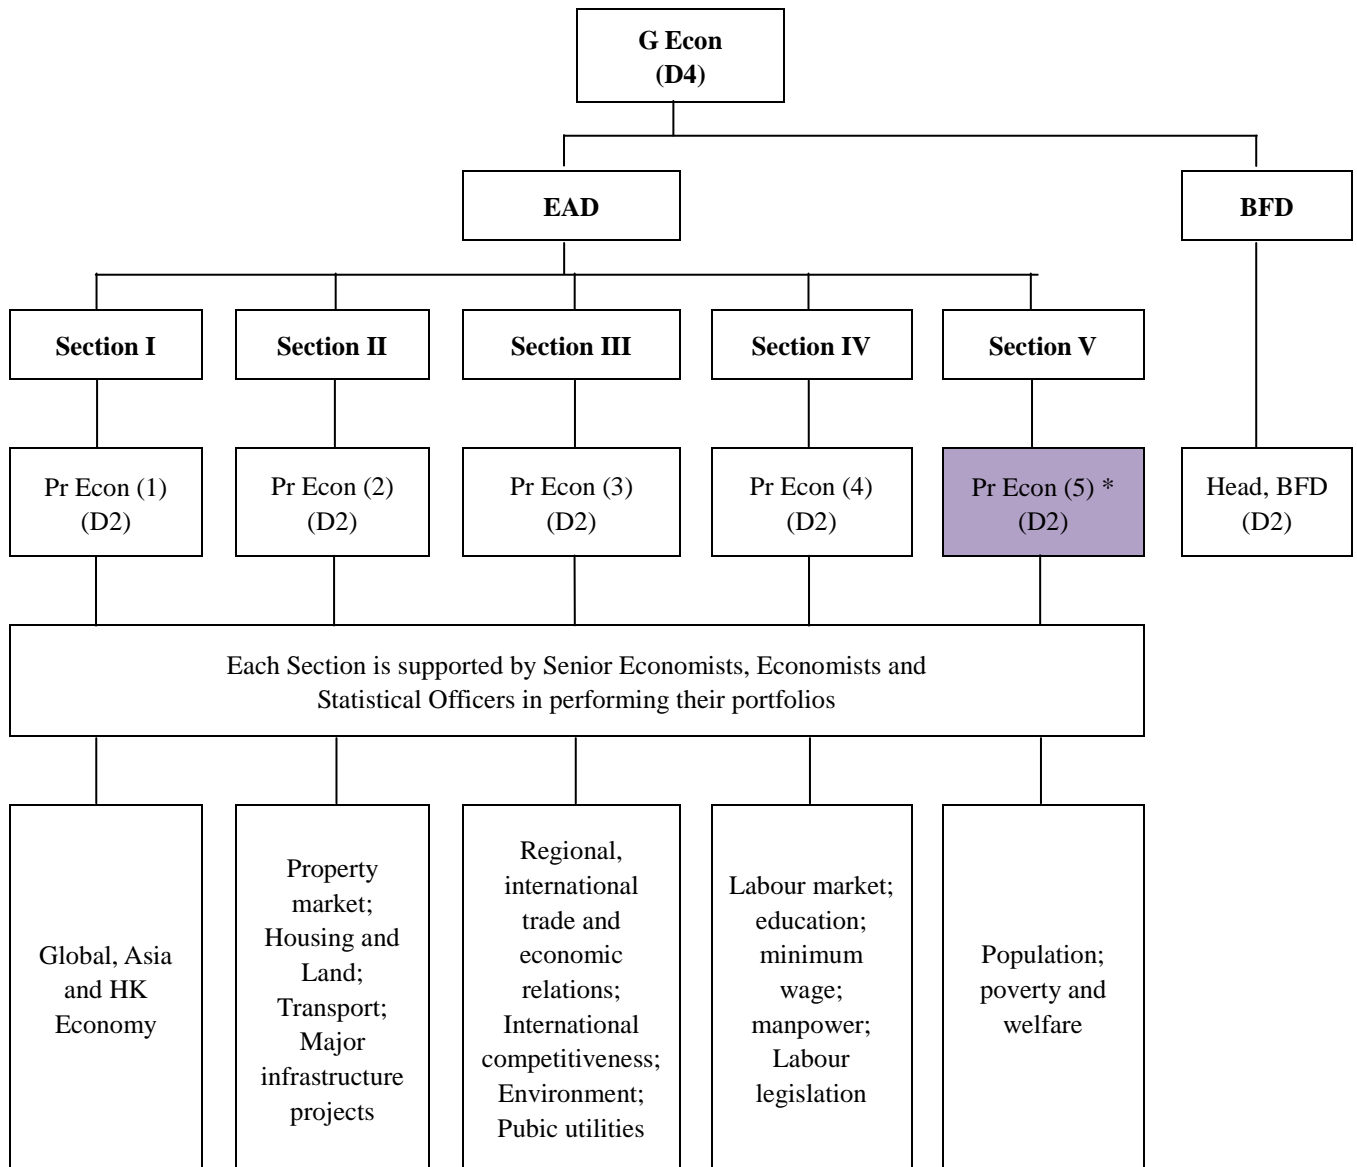 G Econ
(D4)
EAD
BFD
Section I
Section II
Section III
Section IV
Section V
Pr Econ (1)
(D2)
Pr Econ (2)
(D2)
Pr Econ (3)
(D2)
Pr Econ (4)
(D2)
Pr Econ (5) *
(D2)
Head, BFD
(D2)
Each Section is supported by Senior Economists, Economists and
Statistical Officers in performing their portfolios
Global, Asia
and HK
Economy
Property
market;
Housing and
Land;
Transport;
Major
infrastructure
projects
Regional,
international
trade and
economic
relations;
International
competitiveness;
Environment;
Pubic utilities
Labour market;
education;
minimum
wage;
manpower;
Labour
legislation
Population;
poverty and
welfare